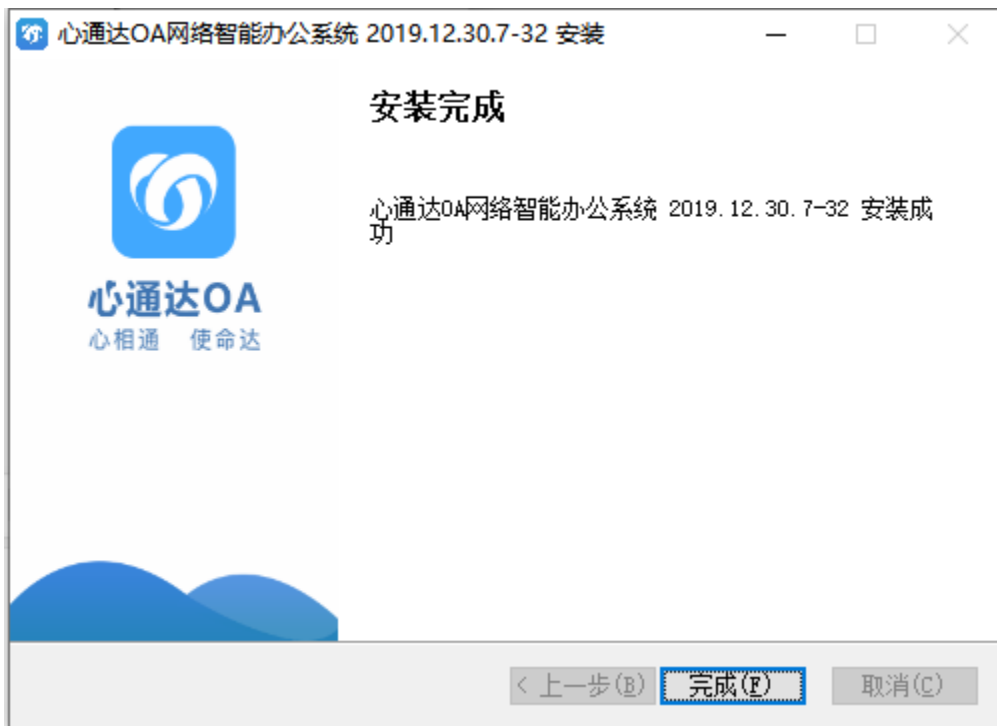 心通达OA网络智能办公系统 2019.12.30.7-32 安装
安装完成
心通达OA网络智能办公系统 2019.12.30.7-32 安装成
功
心通达OA
心相通 使命达
< 上一步(B)
完成(F)
取消(C)